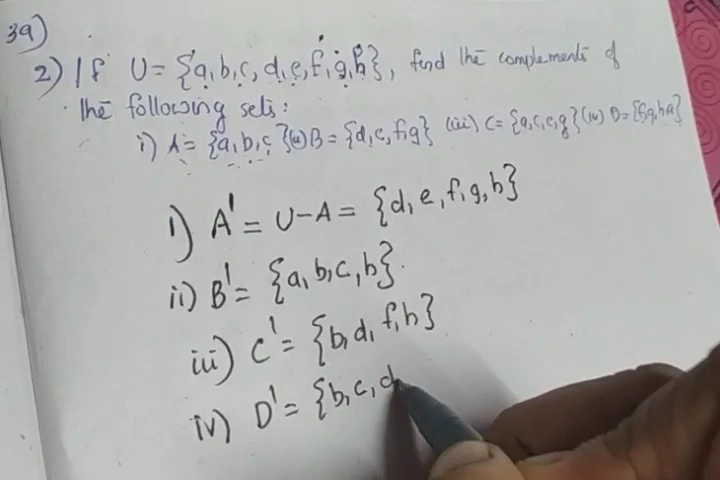 39)
2) If U = {a, b, c, d, e, f, g, h}, find the complements of
the following sets:
i) A = {a, b, c} (ii) B = {d, e, f, g} (iii) C = {a, c, e, g} (iv) D = {f, g, h, a}
i) A' = U - A = {d, e, f, g, h}
ii) B' = {a, b, c, h}.
iii) C' = {b, d, f, h}
iv) D' = {b, c, d